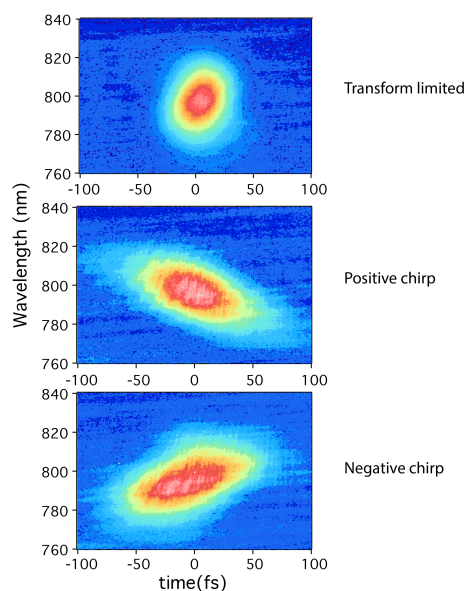 840
820
800
780
760
-100 -50 0 50 100
Transform limited
Wavelength (nm)
840
820
800
780
760
-100 -50 0 50 100
Positive chirp
840
820
800
780
760
-100 -50 0 50 100
Negative chirp
time(fs)